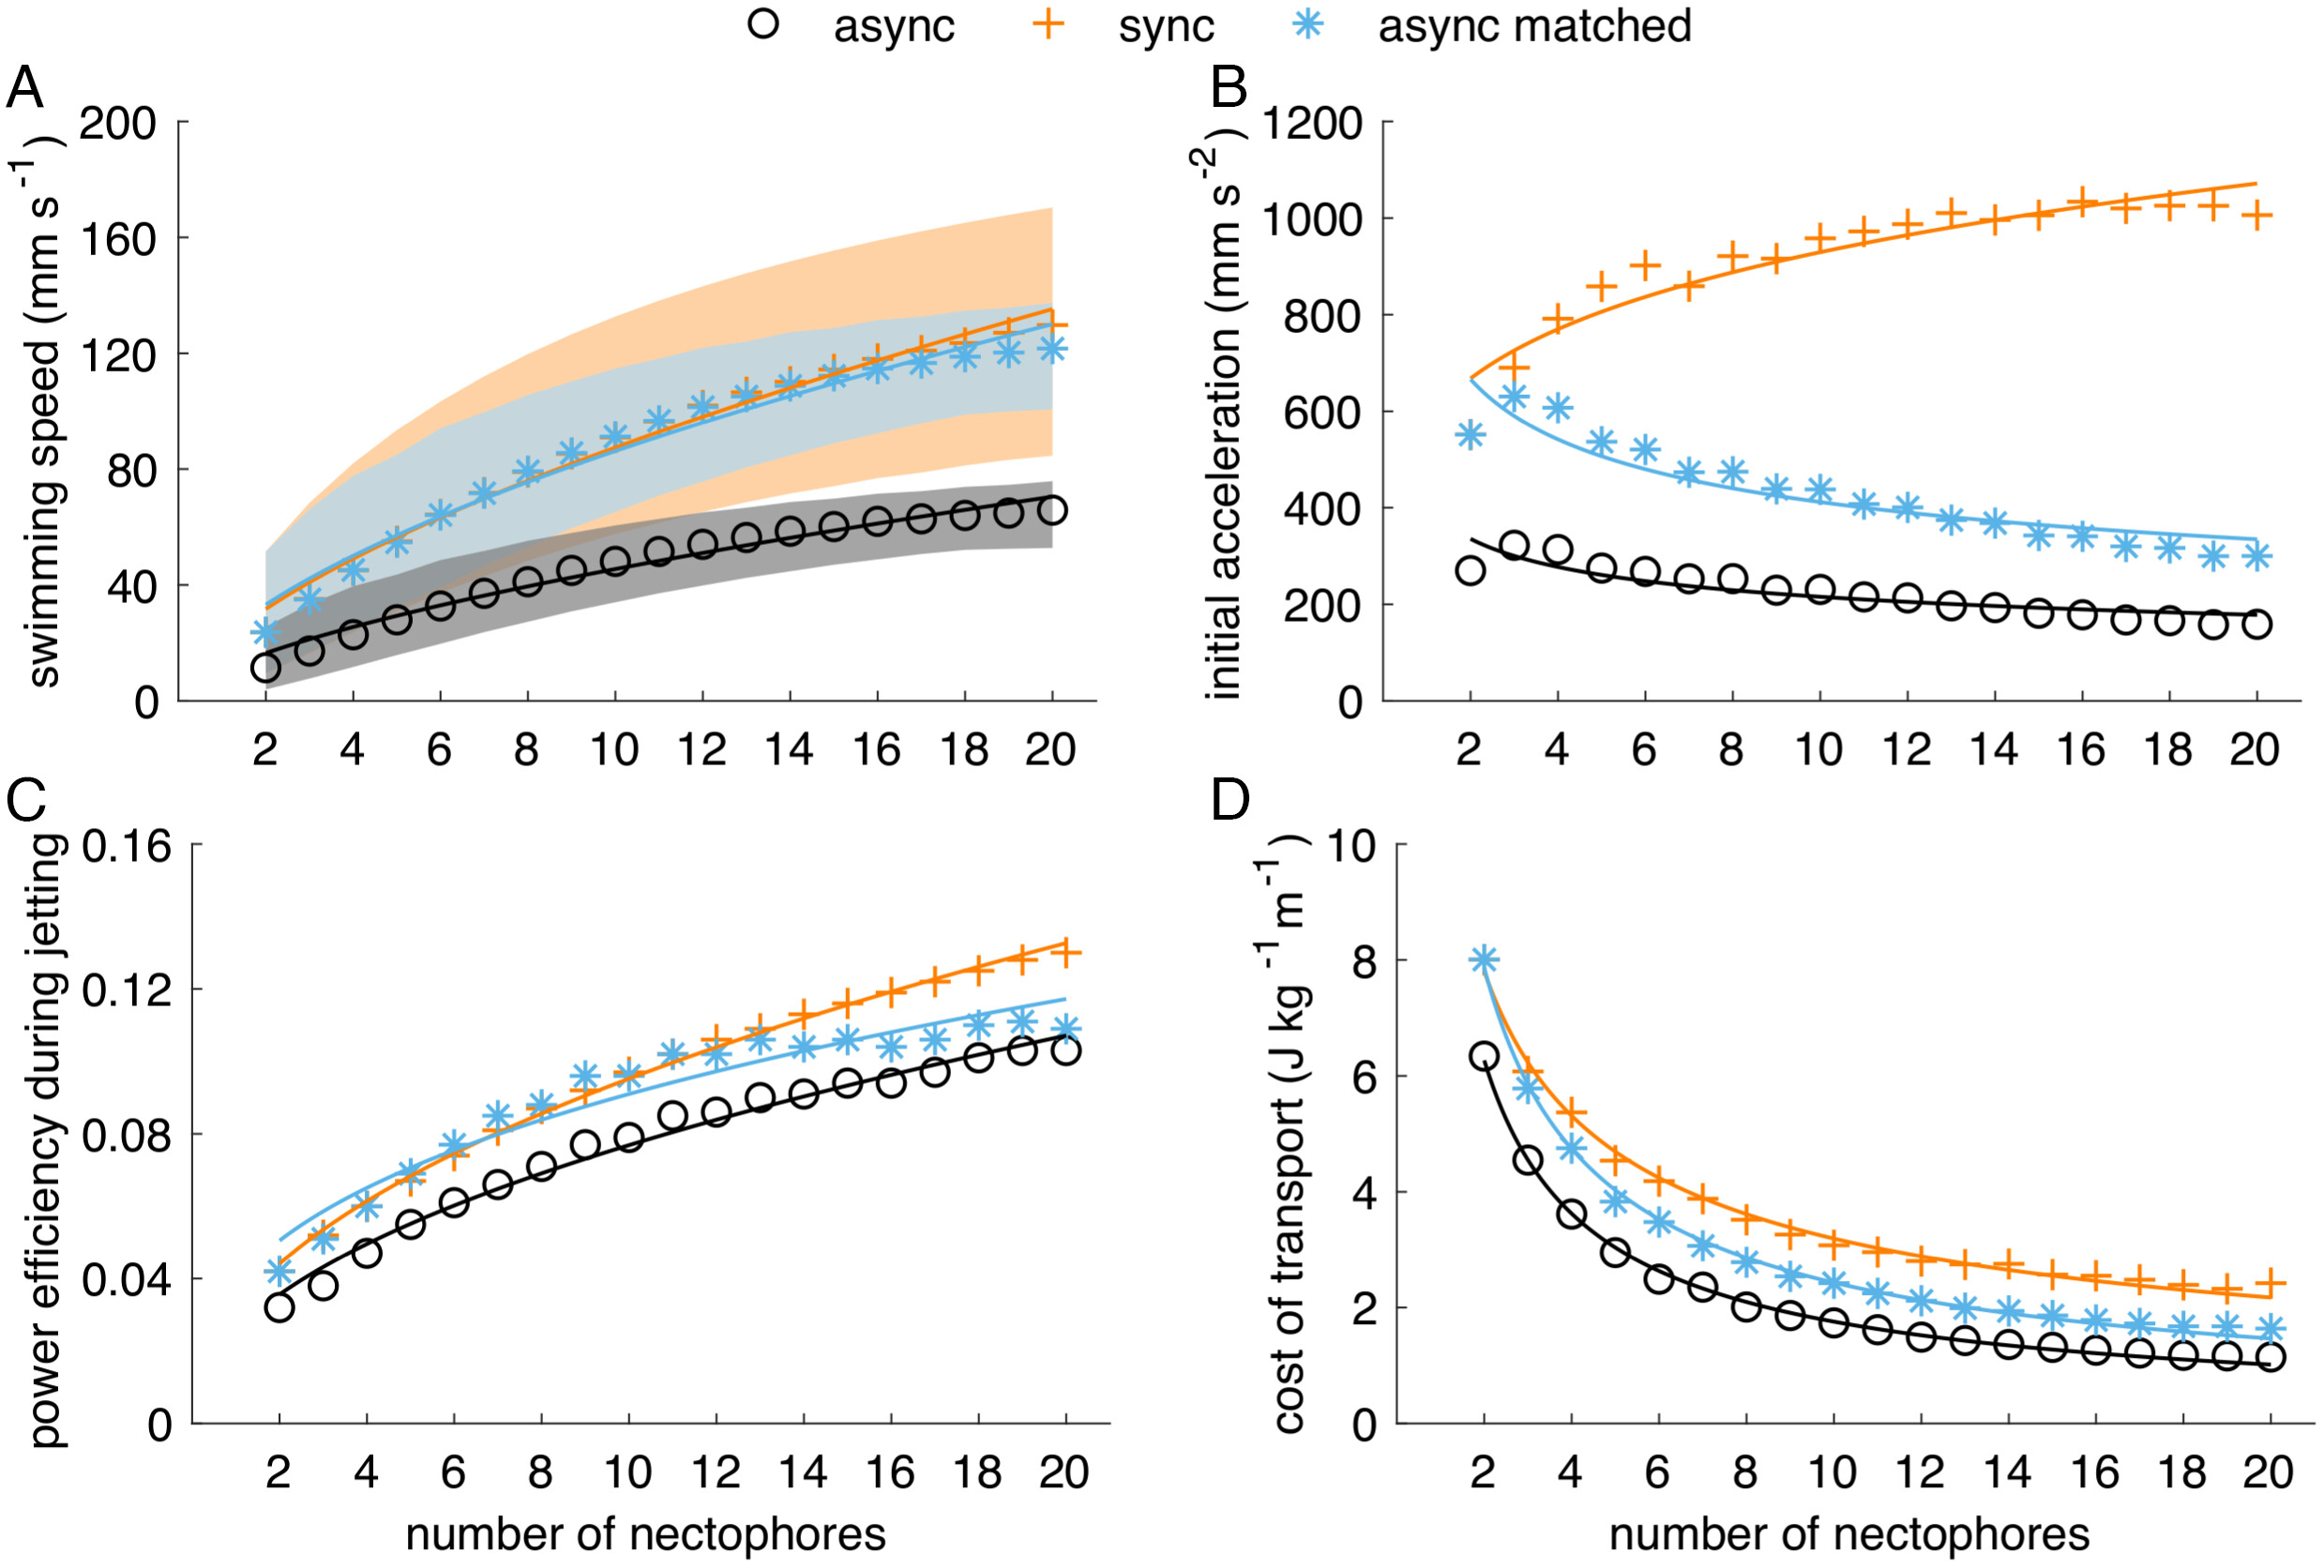 async sync async matched
A
swimming speed (mm s -1)
200
160
120
80
40
0
2 4 6 8 10 12 14 16 18 20
B
initial acceleration (mm s -2)
1200
1000
800
600
400
200
0
2 4 6 8 10 12 14 16 18 20
C
power efficiency during jetting
0.16
0.12
0.08
0.04
0
2 4 6 8 10 12 14 16 18 20
number of nectophores
D
cost of transport (J kg -1 m -1)
10
8
6
4
2
0
2 4 6 8 10 12 14 16 18 20
number of nectophores